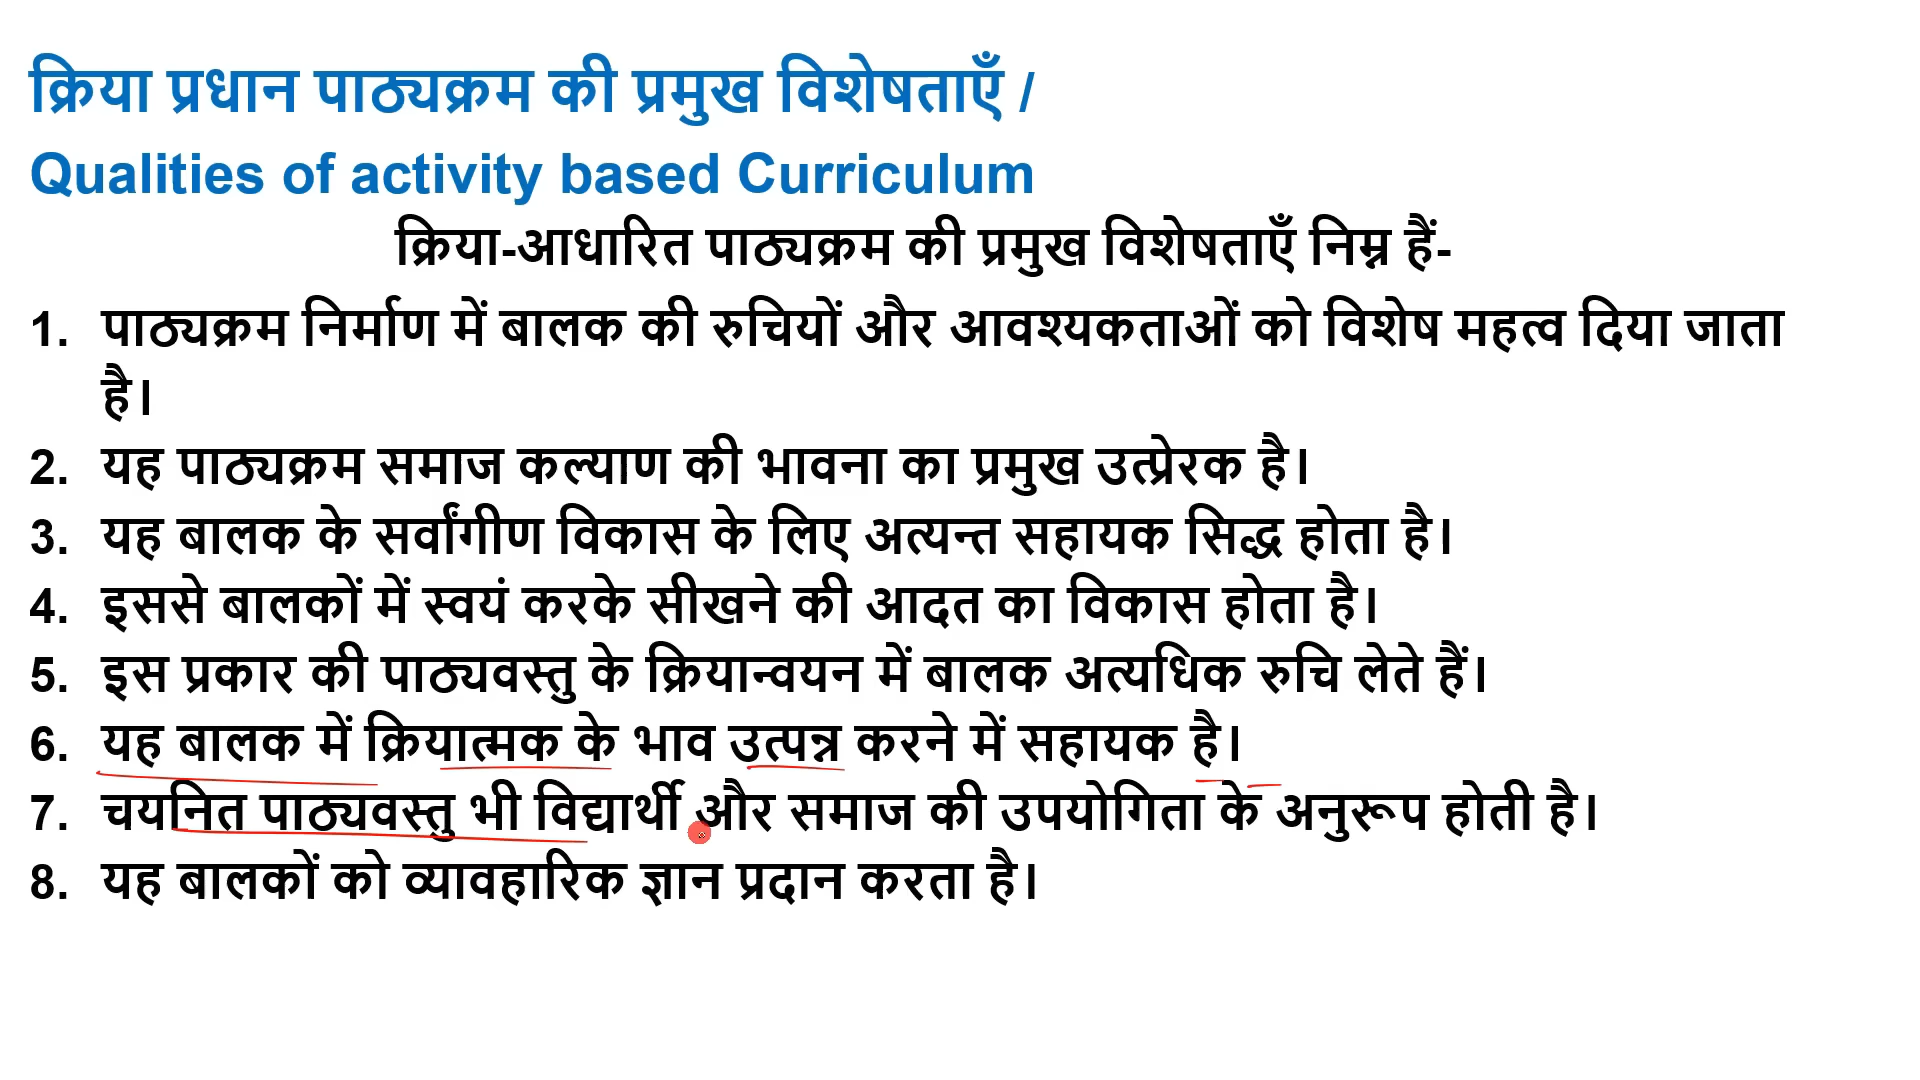 क्रिया प्रधान पाठ्यक्रम की प्रमुख विशेषताएँ /
Qualities of activity based Curriculum
क्रिया-आधारित पाठ्यक्रम की प्रमुख विशेषताएँ निम्न हैं-
1. पाठ्यक्रम निर्माण में बालक की रुचियों और आवश्यकताओं को विशेष महत्व दिया जाता
है।
2. यह पाठ्यक्रम समाज कल्याण की भावना का प्रमुख उत्प्रेरक है।
3. यह बालक के सर्वांगीण विकास के लिए अत्यन्त सहायक सिद्ध होता है।
4. इससे बालकों में स्वयं करके सीखने की आदत का विकास होता है।
5. इस प्रकार की पाठ्यवस्तु के क्रियान्वयन में बालक अत्यधिक रुचि लेते हैं।
6. यह बालक में क्रियात्मक के भाव उत्पन्न करने में सहायक है।
7. चयनित पाठ्यवस्तु भी विद्यार्थी और समाज की उपयोगिता के अनुरूप होती है।
8. यह बालकों को व्यावहारिक ज्ञान प्रदान करता है।